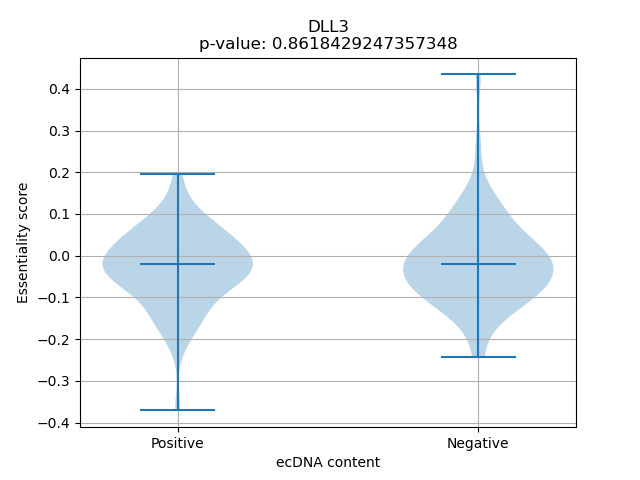 DLL3
p-value: 0.8618429247357348
Essentiality score
0.4
0.3
0.2
0.1
0.0
−0.1
−0.2
−0.3
−0.4
Positive
Negative
ecDNA content